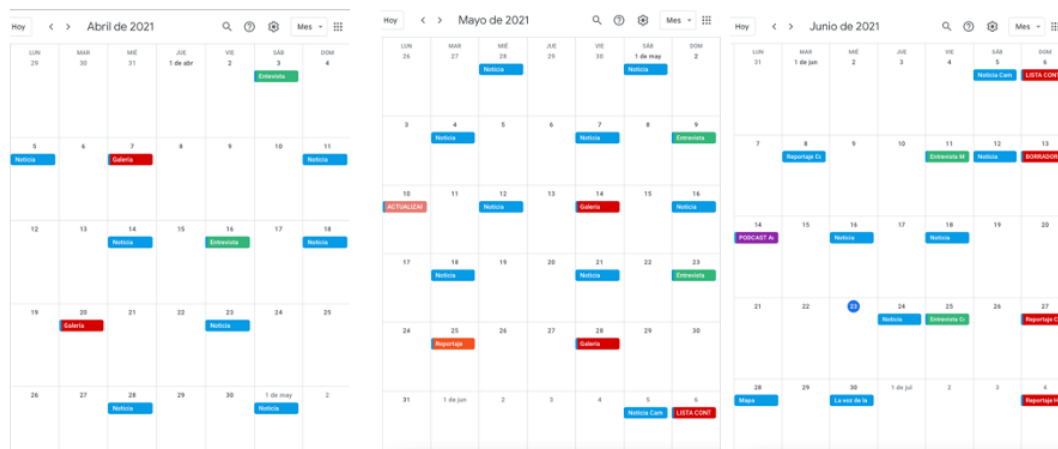 Hoy < > Abril de 2021 Mes
LUN MAR MIÉ JUE VIE SÁB DOM
29 30 31 1 de abr 2 3 4
Entevista
5 6 7 8 9 10 11
Noticia Galería Noticia
12 13 14 15 16 17 18
Noticia Entrevista Noticia
19 20 21 22 23 24 25
Galería Noticia
26 27 28 29 30 1 de may 2
Noticia Noticia
Hoy < > Mayo de 2021 Mes
LUN MAR MIÉ JUE VIE SÁB DOM
26 27 28 29 30 1 de may 2
Noticia Noticia
3 4 5 6 7 8 9
Noticia Noticia Entrevista
10 11 12 13 14 15 16
ACTUALIZAI Noticia Galería Noticia
17 18 19 20 21 22 23
Noticia Noticia Entrevista
24 25 26 27 28 29 30
Reportaje Galería
31 1 de jun 2 3 4 5 6
Noticia Cam LISTA CONT
Hoy < > Junio de 2021 Mes
LUN MAR MIÉ JUE VIE SÁB DOM
31 1 de jun 2 3 4 5 6
Noticia Cam LISTA CONT
7 8 9 10 11 12 13
Reportaje Co Entrevista M Noticia BORRADOR
14 15 16 17 18 19 20
PODCAST Noticia Noticia
21 22 23 24 25 26 27
Noticia Entrevista Co Reportaje C
28 29 30 1 de jul 2 3 4
Mapa La voz de la Reportaje H